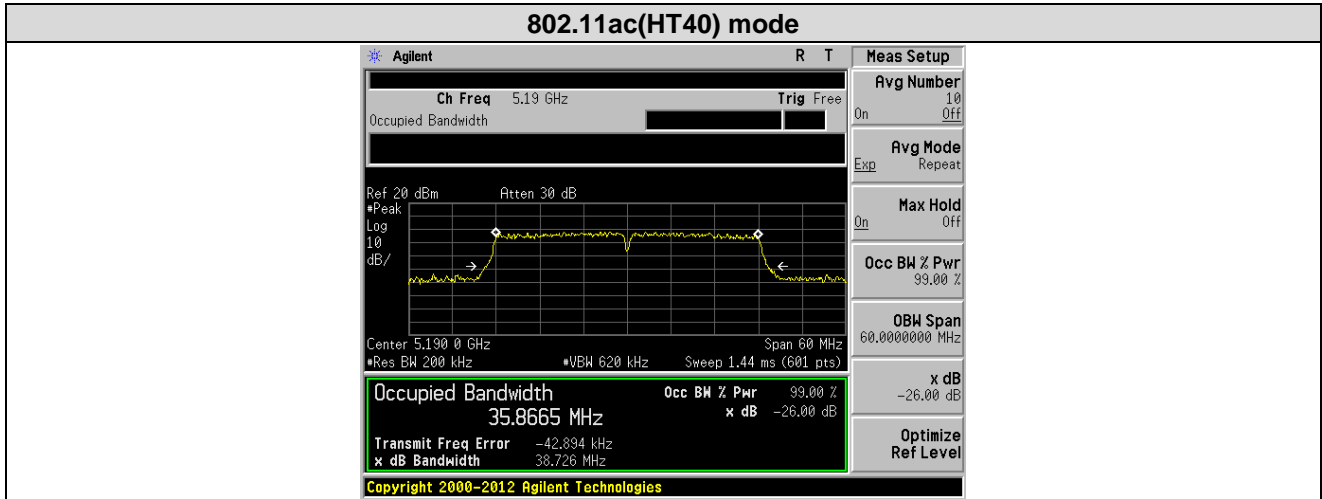 802.11ac(HT40) mode
Agilent R T
Ch Freq 5.19 GHz Trig Free
Occupied Bandwidth
Ref 20 dBm Atten 30 dB
#Peak
Log
10
dB/
Center 5.190 0 GHz Span 60 MHz
#Res BW 200 kHz #VBW 620 kHz Sweep 1.44 ms (601 pts)
Occupied Bandwidth Occ BW % Pwr 99.00 %
35.8665 MHz x dB -26.00 dB
Transmit Freq Error -42.894 kHz
x dB Bandwidth 38.726 MHz
Copyright 2000-2012 Agilent Technologies
Meas Setup
Avg Number
10
On Off
Avg Mode
Exp Repeat
Max Hold
On Off
Occ BW % Pwr
99.00 %
OBW Span
60.0000000 MHz
x dB
-26.00 dB
Optimize
Ref Level